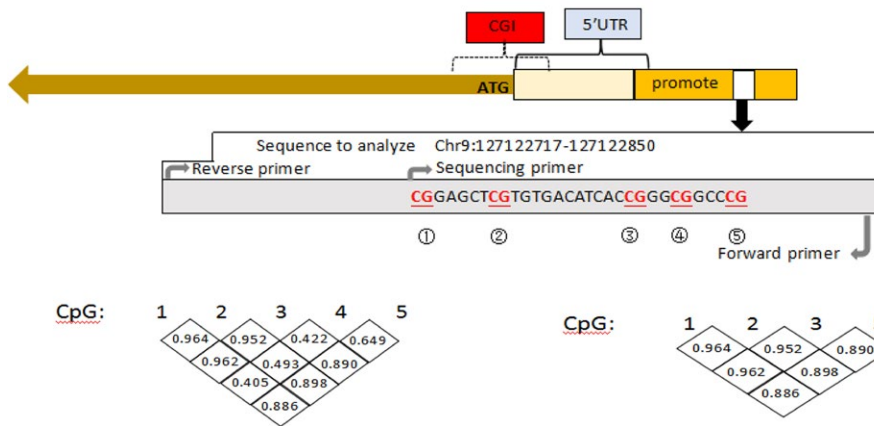 CGI
5'UTR
ATG
promote
Sequence to analyze Chr9:127122717-127122850
Reverse primer
Sequencing primer
CGGAGCTCGTGTGACATCACCGGGCGGCCCG
① ② ③ ④ ⑤
Forward primer
CpG: 1 2 3 4 5
0.964 0.952 0.422 0.649
0.962 0.493 0.890
0.405 0.898
0.886
CpG: 1 2 3
0.964 0.952 0.890
0.962 0.898
0.886